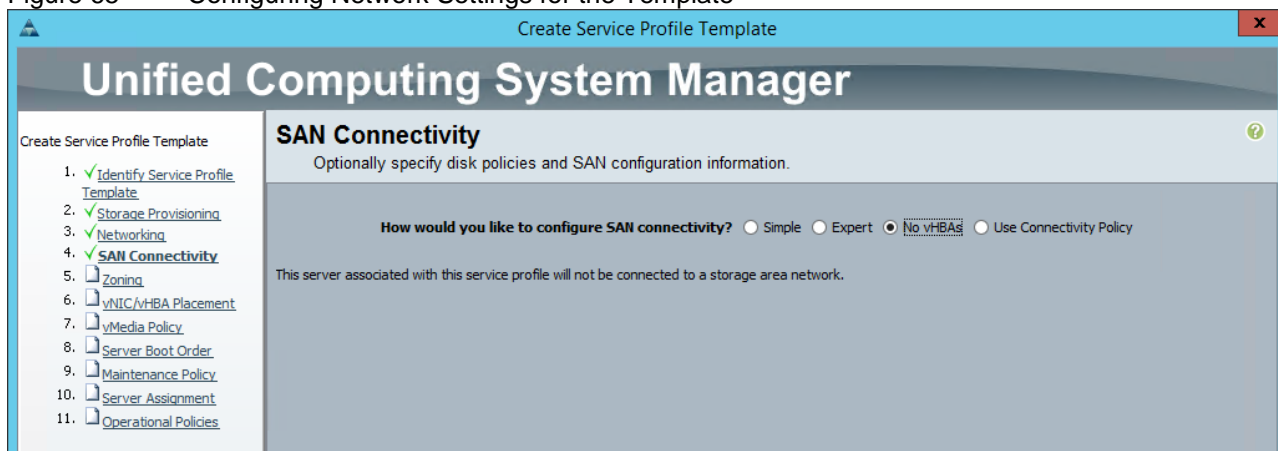 Configuring Network Settings for the Template
Create Service Profile Template
x
Unified Computing System Manager
Create Service Profile Template
1. Identify Service Profile
Template
2. Storage Provisioning
3. Networking
4. SAN Connectivity
5. Zoning
6. vNIC/vHBA Placement
7. vMedia Policy
8. Server Boot Order
9. Maintenance Policy
10. Server Assignment
11. Operational Policies
SAN Connectivity
?
Optionally specify disk policies and SAN configuration information.
How would you like to configure SAN connectivity? Simple Expert No vHBAs Use Connectivity Policy
This server associated with this service profile will not be connected to a storage area network.